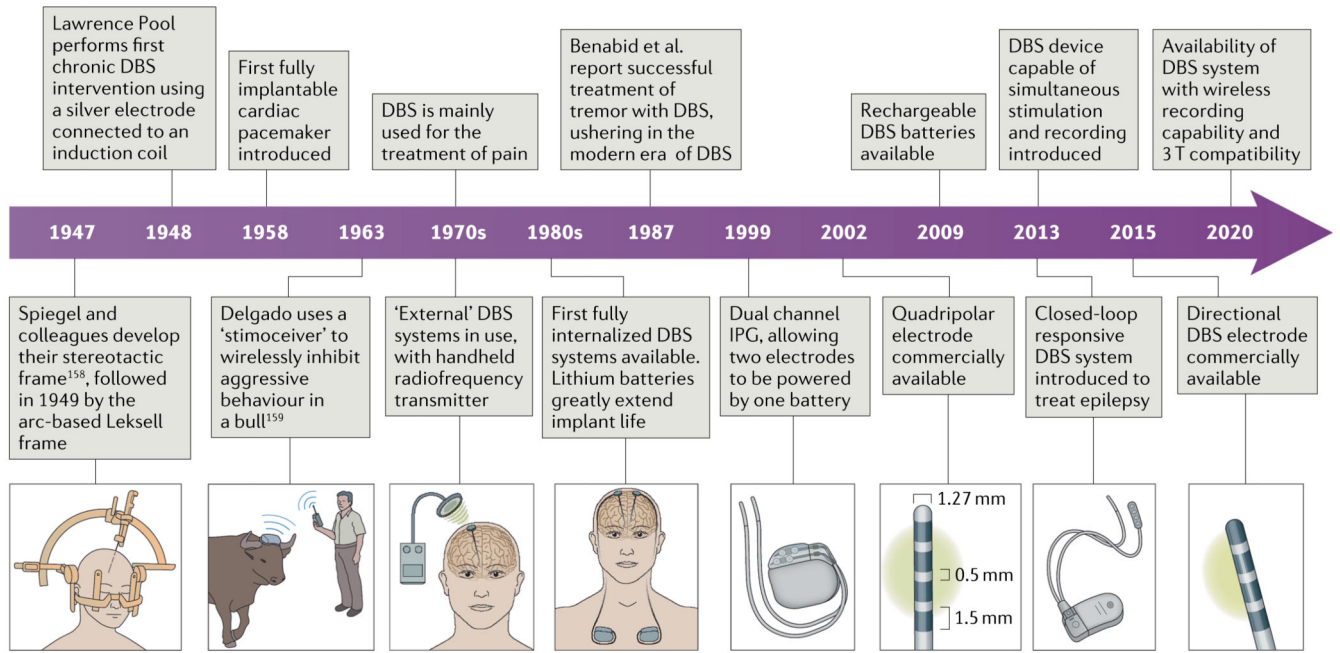 Lawrence Pool
performs first
chronic DBS
intervention using
a silver electrode
connected to an
induction coil
First fully
implantable
cardiac
pacemaker
introduced
DBS is mainly
used for the
treatment of pain
Benabid et al.
report successful
treatment of
tremor with DBS,
ushering in the
modern era of DBS
Rechargeable
DBS batteries
available
DBS device
capable of
simultaneous
stimulation
and recording
introduced
Availability of
DBS system
with wireless
recording
capability and
3 T compatibility
1947 1948 1958 1963 1970s 1980s 1987 1999 2002 2009 2013 2015 2020
Spiegel and
colleagues develop
their stereotactic
frame¹⁵⁸, followed
in 1949 by the
arc-based Leksell
frame
Delgado uses a
‘stimoceiver’ to
wirelessly inhibit
aggressive
behaviour in
a bull¹⁵⁹
‘External’ DBS
systems in use,
with handheld
radiofrequency
transmitter
First fully
internalized DBS
systems available.
Lithium batteries
greatly extend
implant life
Dual channel
IPG, allowing
two electrodes
to be powered
by one battery
Quadripolar
electrode
commercially
available
Closed-loop
responsive
DBS system
introduced to
treat epilepsy
Directional
DBS electrode
commercially
available
1.27 mm
0.5 mm
1.5 mm